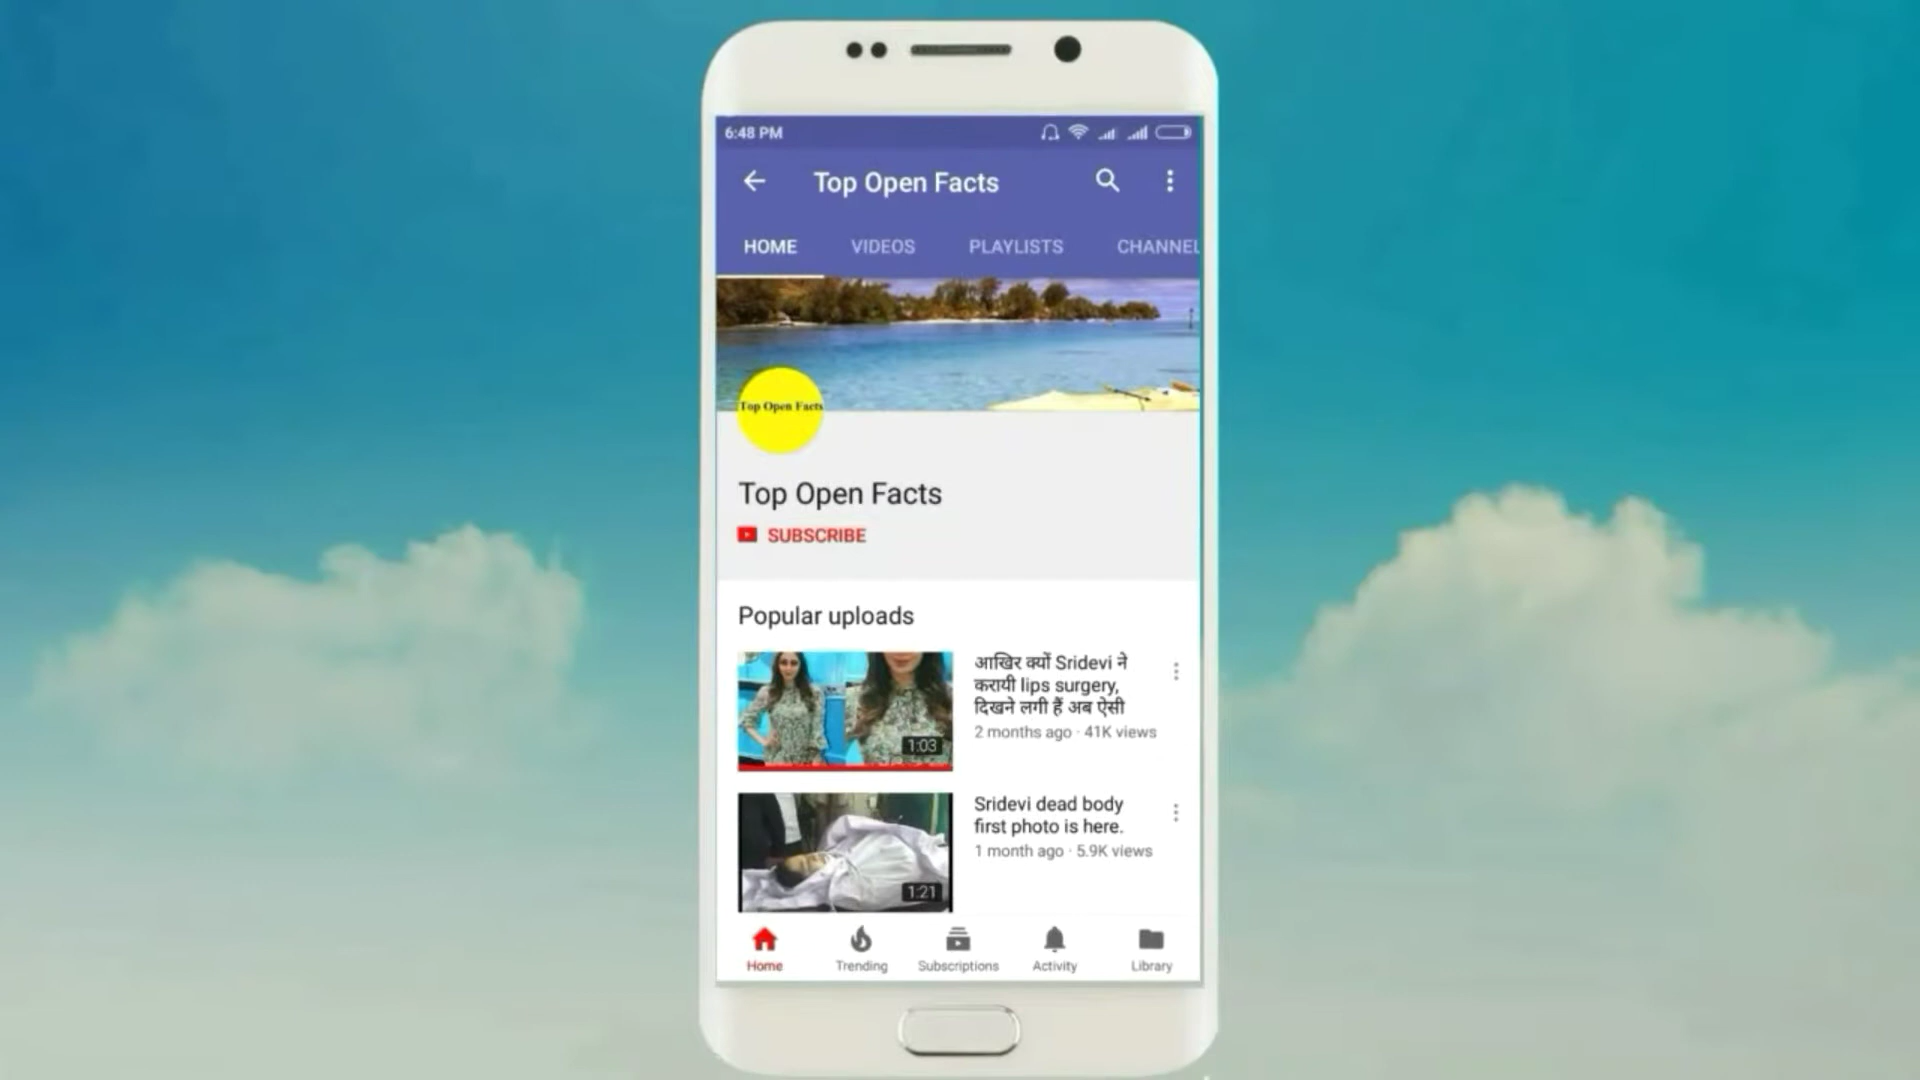 6:48 PM
Top Open Facts
HOME VIDEOS PLAYLISTS CHANNEL
Top Open Facts
Top Open Facts
SUBSCRIBE
Popular uploads
आखिर क्यों Sridevi ने
करायी lips surgery,
दिखने लगी हैं अब ऐसी
2 months ago · 41K views
1:03
Sridevi dead body
first photo is here.
1 month ago · 5.9K views
1:21
Home Trending Subscriptions Activity Library